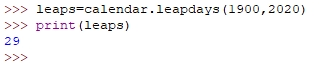 >>> leaps=calendar.leapdays(1900,2020)
>>> print(leaps)
29
>>>